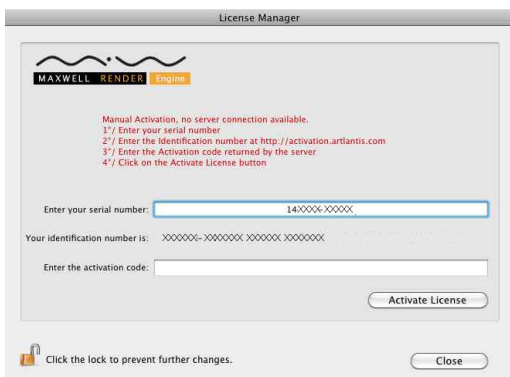 License Manager
MAXWELL RENDER Engine
Manual Activation, no server connection available.
1°/ Enter your serial number
2°/ Enter the Identification number at http://activation.artlantis.com
3°/ Enter the Activation code returned by the server
4°/ Click on the Activate License button
Enter your serial number: 14XXXX-XXXXX
Your identification number is: XXXXXX-XXXXXXX XXXXXX XXXXXXX
Enter the activation code:
Activate License
Click the lock to prevent further changes.
Close